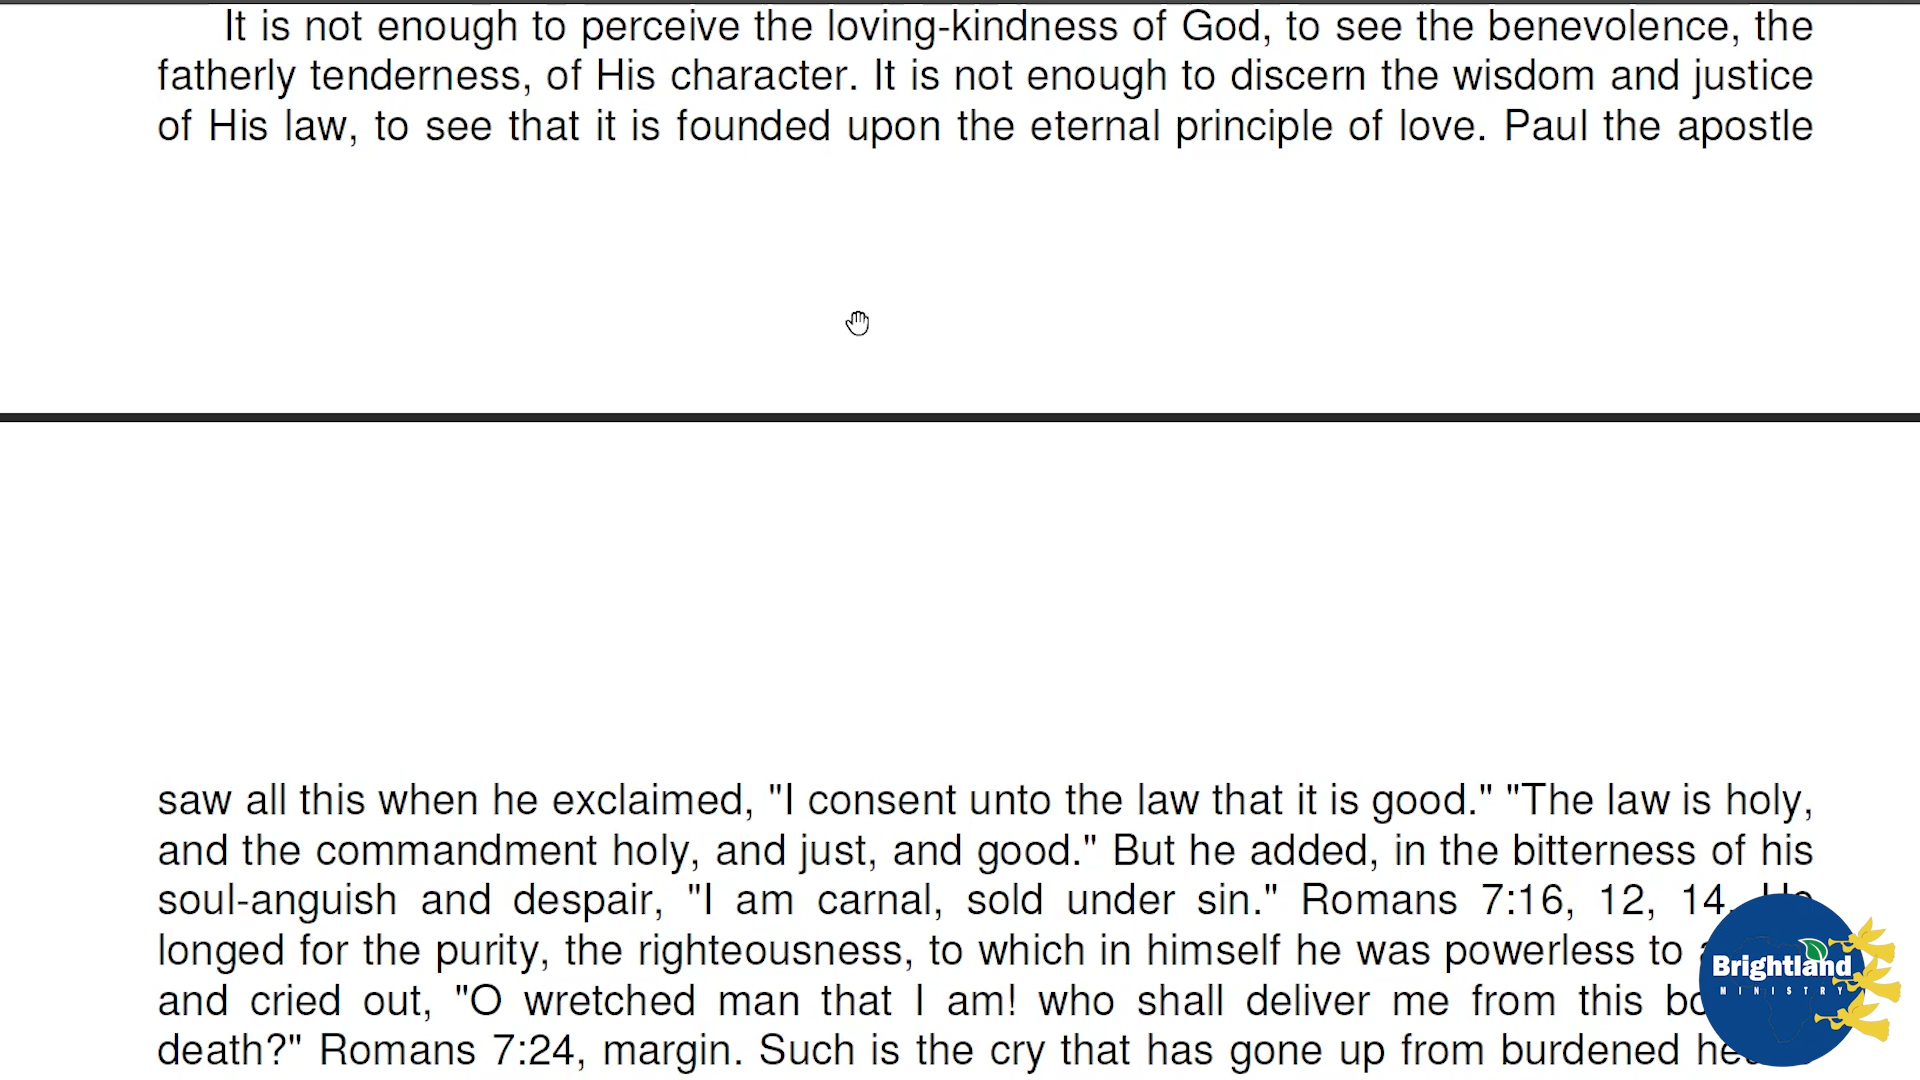 It is not enough to perceive the loving-kindness of God, to see the benevolence, the
fatherly tenderness, of His character. It is not enough to discern the wisdom and justice
of His law, to see that it is founded upon the eternal principle of love. Paul the apostle
saw all this when he exclaimed, "I consent unto the law that it is good." "The law is holy,
and the commandment holy, and just, and good." But he added, in the bitterness of his
soul-anguish and despair, "I am carnal, sold under sin." Romans 7:16, 12, 14. He
longed for the purity, the righteousness, to which in himself he was powerless to
and cried out, "O wretched man that I am! who shall deliver me from this
death?" Romans 7:24, margin. Such is the cry that has gone up from burdened
Brightland
MINISTRY